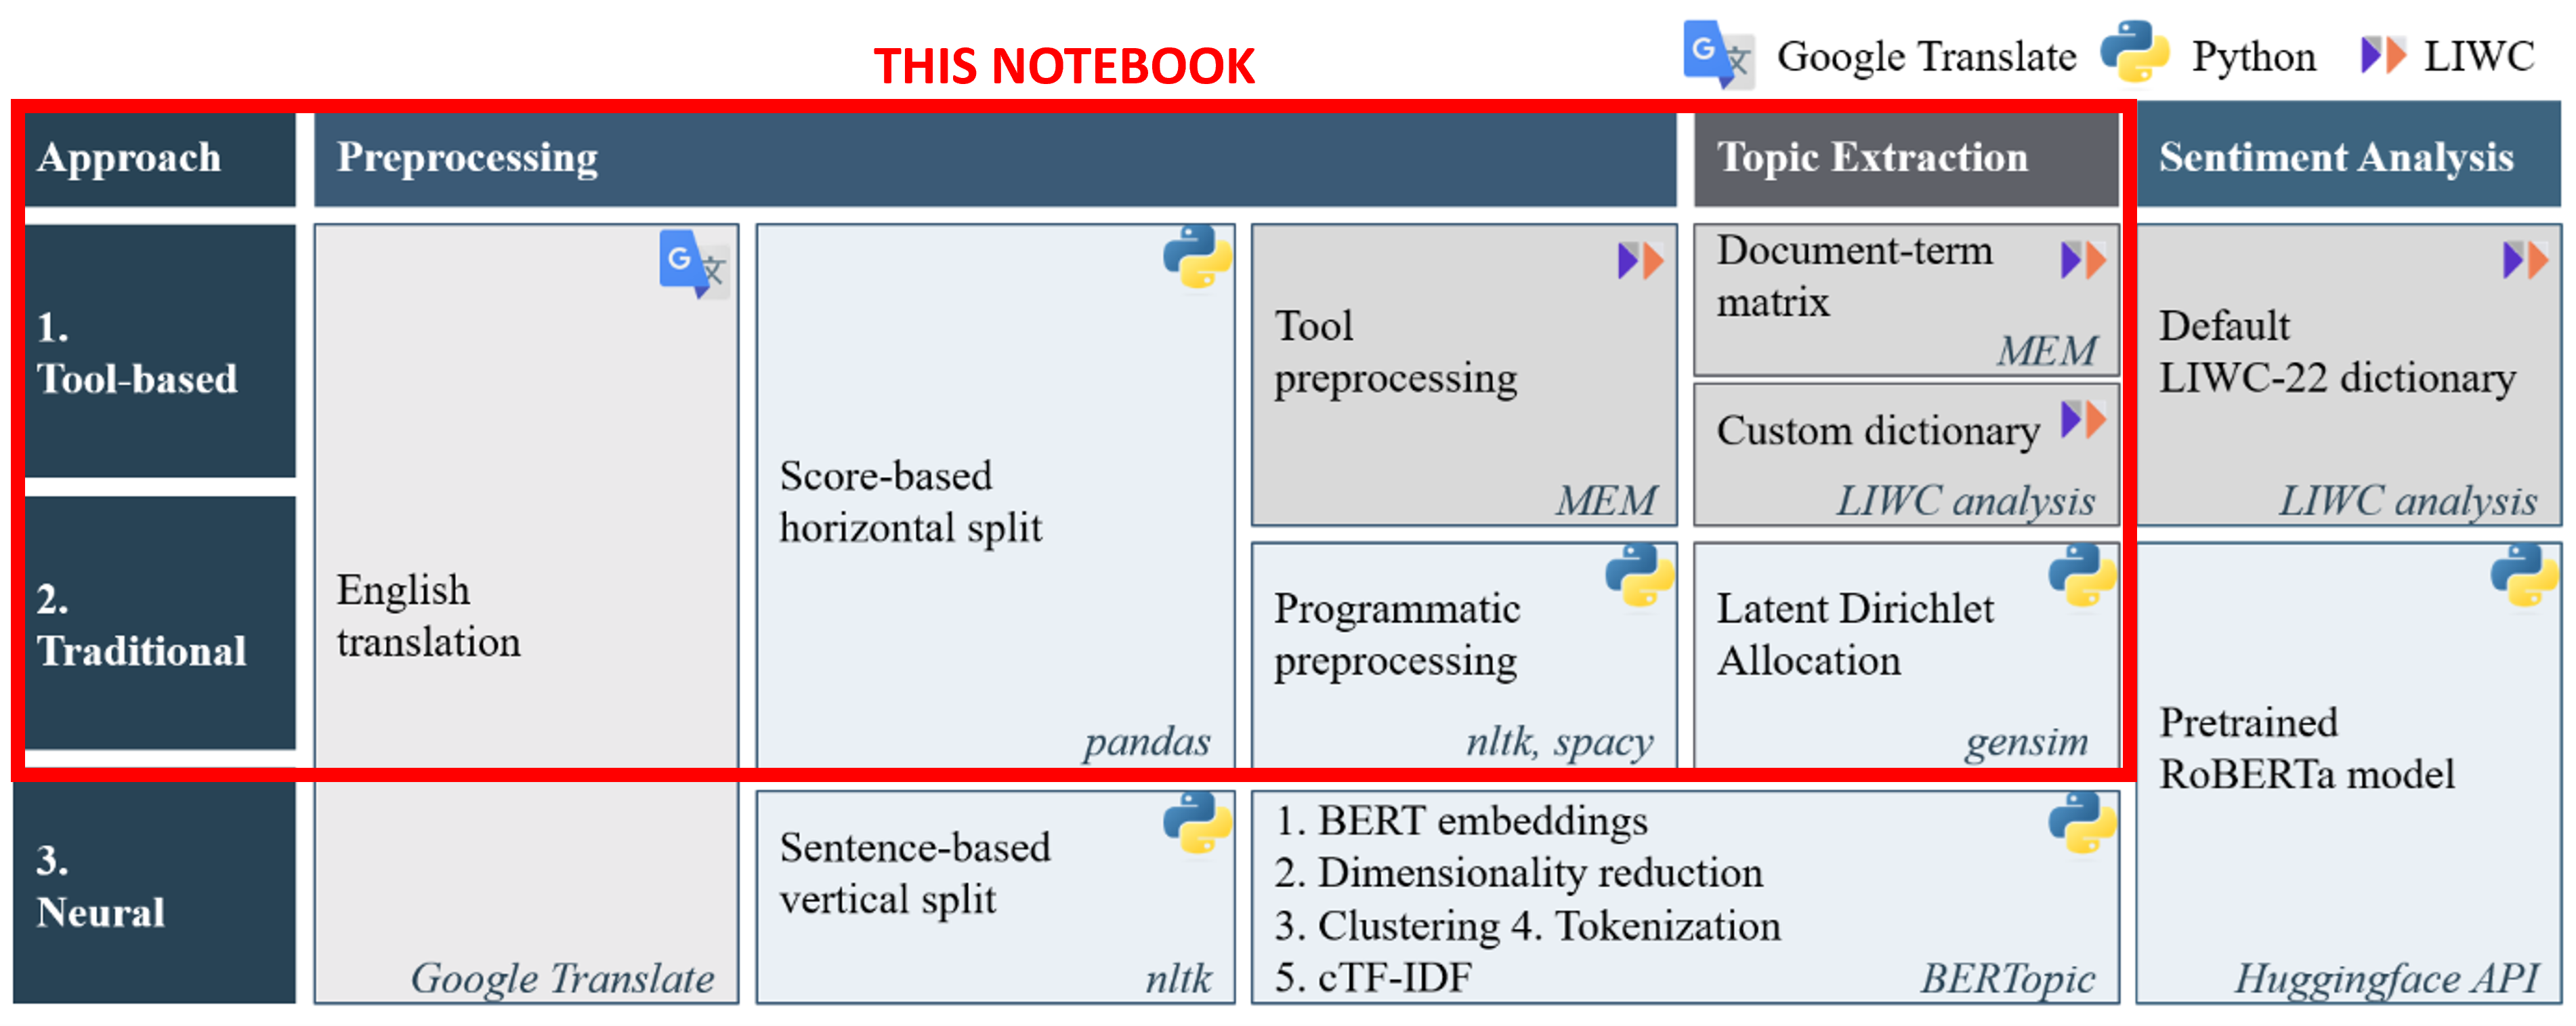 THIS NOTEBOOK
Google Translate
Python
LIWC
Approach
Preprocessing
Topic Extraction
Sentiment Analysis
1.
Tool-based
2.
Traditional
3.
Neural
English
translation
Google Translate
Score-based
horizontal split
pandas
Sentence-based
vertical split
nltk
Tool
preprocessing
MEM
Programmatic
preprocessing
nltk, spacy
Document-term
matrix
MEM
Custom dictionary
LIWC analysis
Latent Dirichlet
Allocation
gensim
1. BERT embeddings
2. Dimensionality reduction
3. Clustering 4. Tokenization
5. cTF-IDF
BERTopic
Default
LIWC-22 dictionary
LIWC analysis
Pretrained
RoBERTa model
Huggingface API